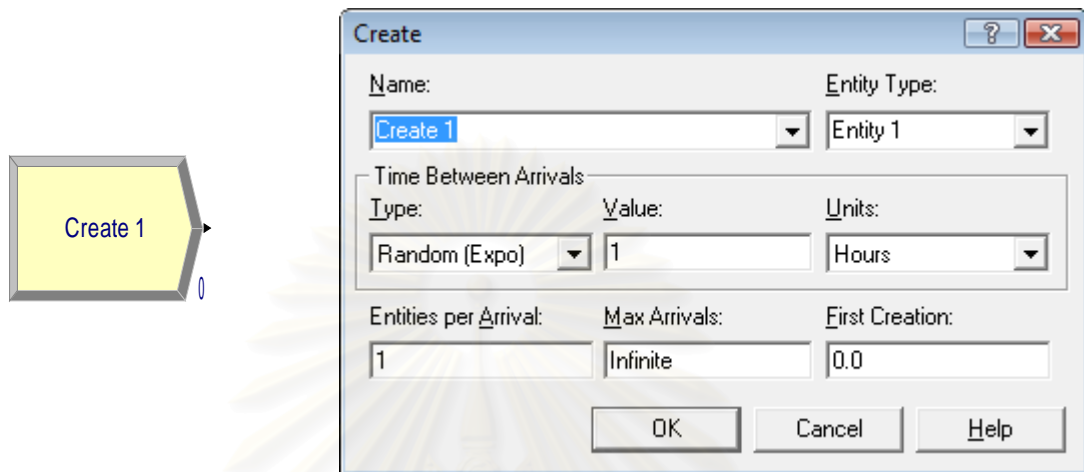 Create 1
0
Create
Name:
Entity Type:
Create 1
Entity 1
Time Between Arrivals
Type:
Value:
Units:
Random (Expo)
1
Hours
Entities per Arrival:
Max Arrivals:
First Creation:
1
Infinite
0.0
OK
Cancel
Help